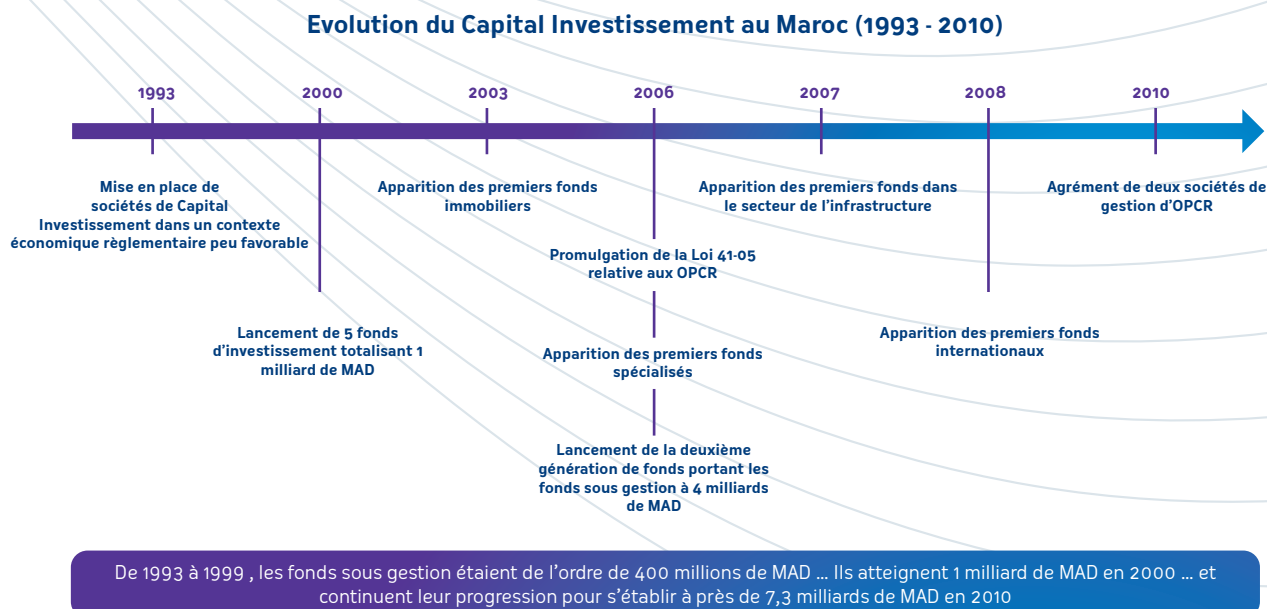 Evolution du Capital Investissement au Maroc (1993 - 2010)
1993
2000
2003
2006
2007
2008
2010
Mise en place de
sociétés de Capital
Investissement dans un contexte
économique règlementaire peu favorable
Lancement de 5 fonds
d'investissement totalisant 1
milliard de MAD
Apparition des premiers fonds
immobiliers
Promulgation de la Loi 41-05
relative aux OPCR
Apparition des premiers fonds
spécialisés
Lancement de la deuxième
génération de fonds portant les
fonds sous gestion à 4 milliards
de MAD
Apparition des premiers fonds dans
le secteur de l'infrastructure
Apparition des premiers fonds
internationaux
Agrément de deux sociétés de
gestion d'OPCR
De 1993 à 1999 , les fonds sous gestion étaient de l'ordre de 400 millions de MAD ... Ils atteignent 1 milliard de MAD en 2000 ... et
continuent leur progression pour s'établir à près de 7,3 milliards de MAD en 2010